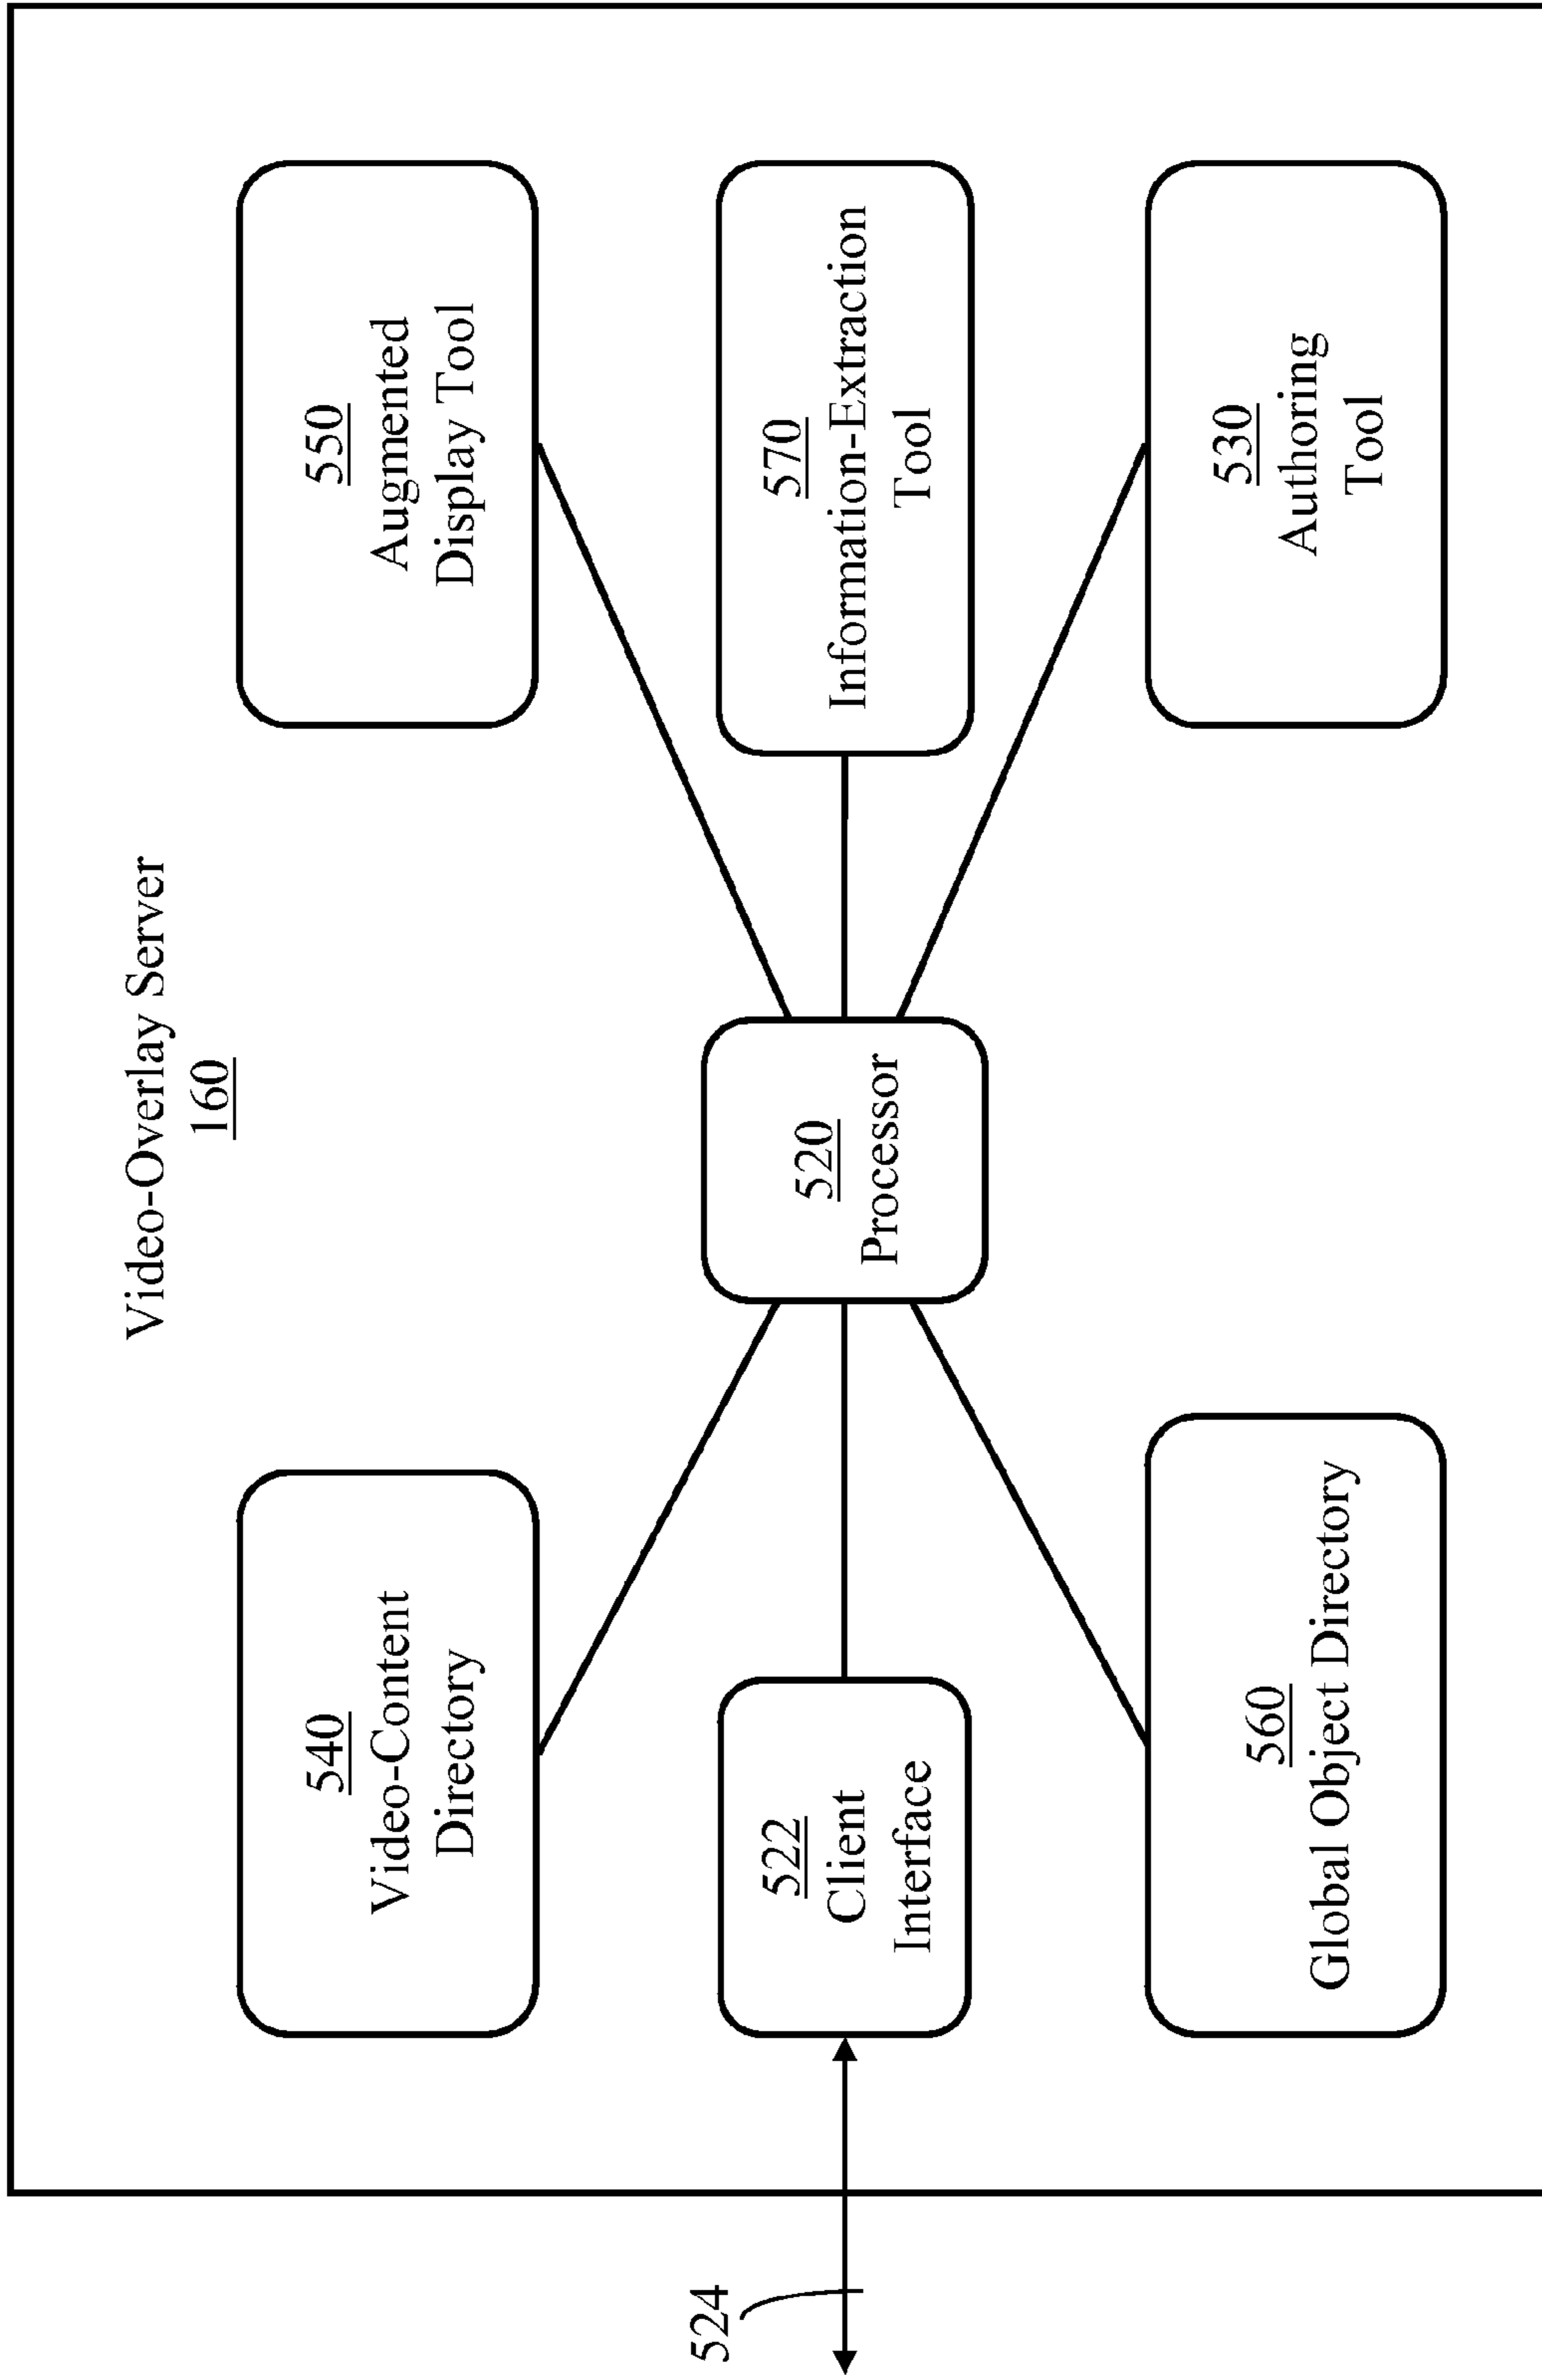 Video-Overlay Server
160
540
Video-Content
Directory
550
Augmented
Display Tool
524
522
Client
Interface
520
Processor
570
Information-Extraction
Tool
560
Global Object Directory
530
Authoring
Tool